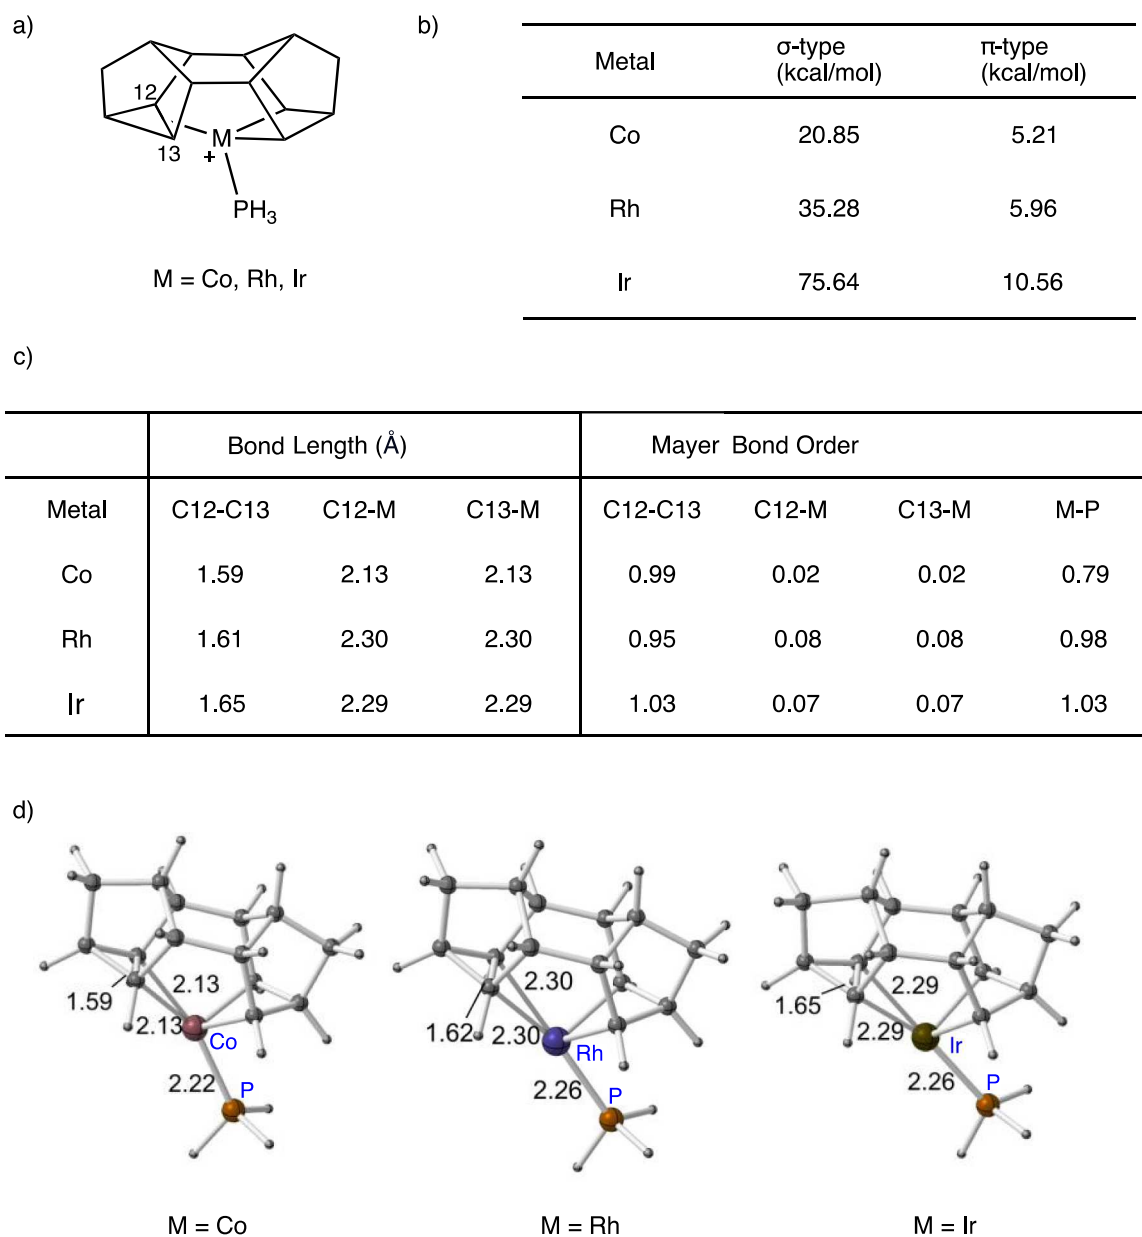 a)
12
13
M
+
PH3
M = Co, Rh, Ir
b)
Metal σ-type (kcal/mol) π-type (kcal/mol)
Co 20.85 5.21
Rh 35.28 5.96
Ir 75.64 10.56
c)
Bond Length (Å) Mayer Bond Order
Metal C12-C13 C12-M C13-M C12-C13 C12-M C13-M M-P
Co 1.59 2.13 2.13 0.99 0.02 0.02 0.79
Rh 1.61 2.30 2.30 0.95 0.08 0.08 0.98
Ir 1.65 2.29 2.29 1.03 0.07 0.07 1.03
d)
1.59
2.13
2.13
Co
2.22
P
M = Co
2.30
1.62
2.30
Rh
2.26
P
M = Rh
2.29
1.65
2.29
Ir
2.26
P
M = Ir